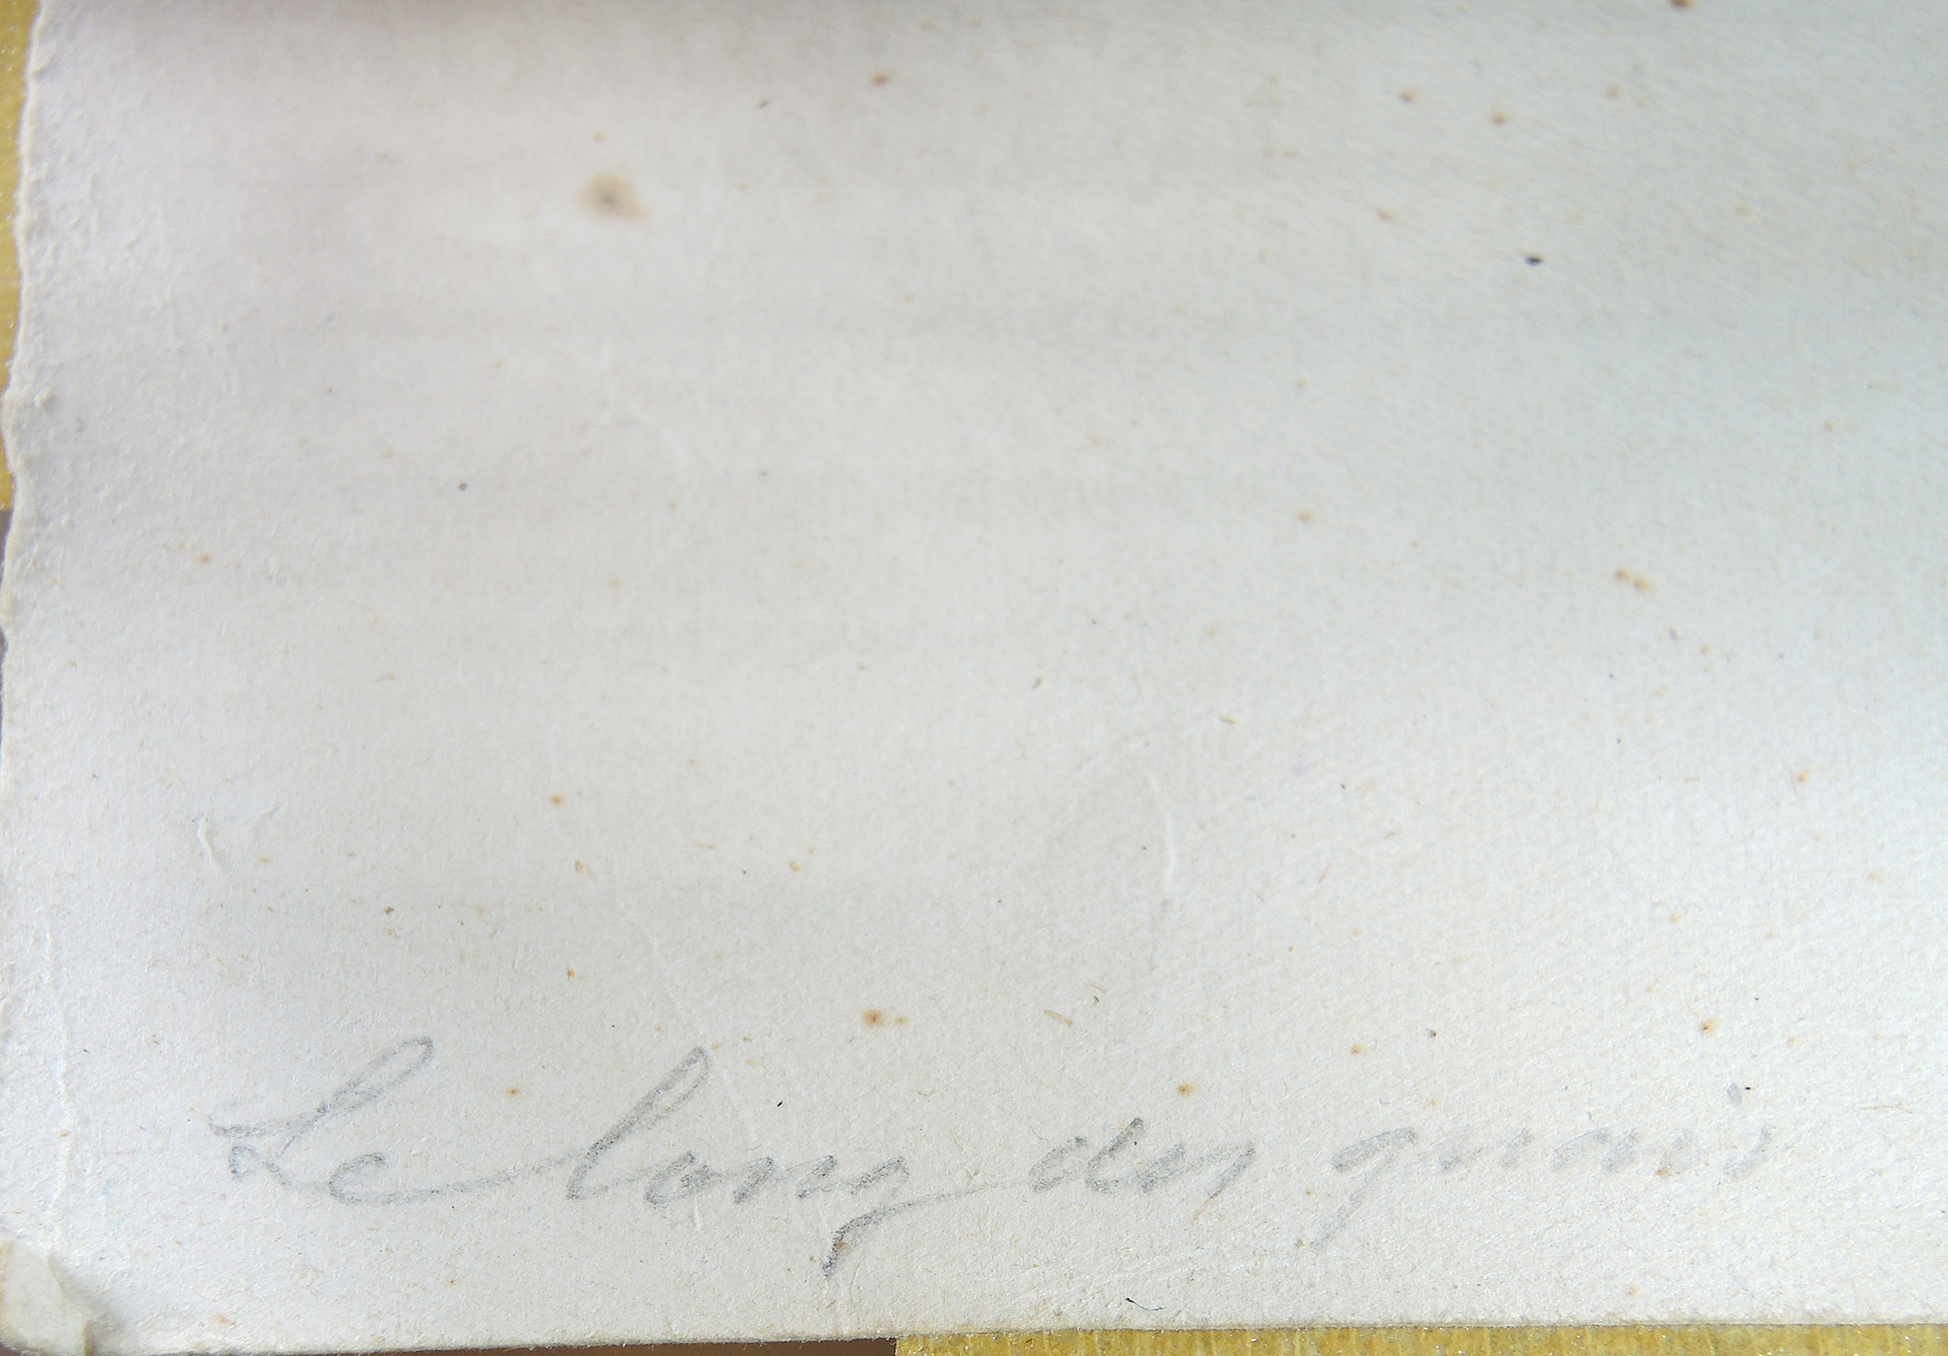 Le long des quais